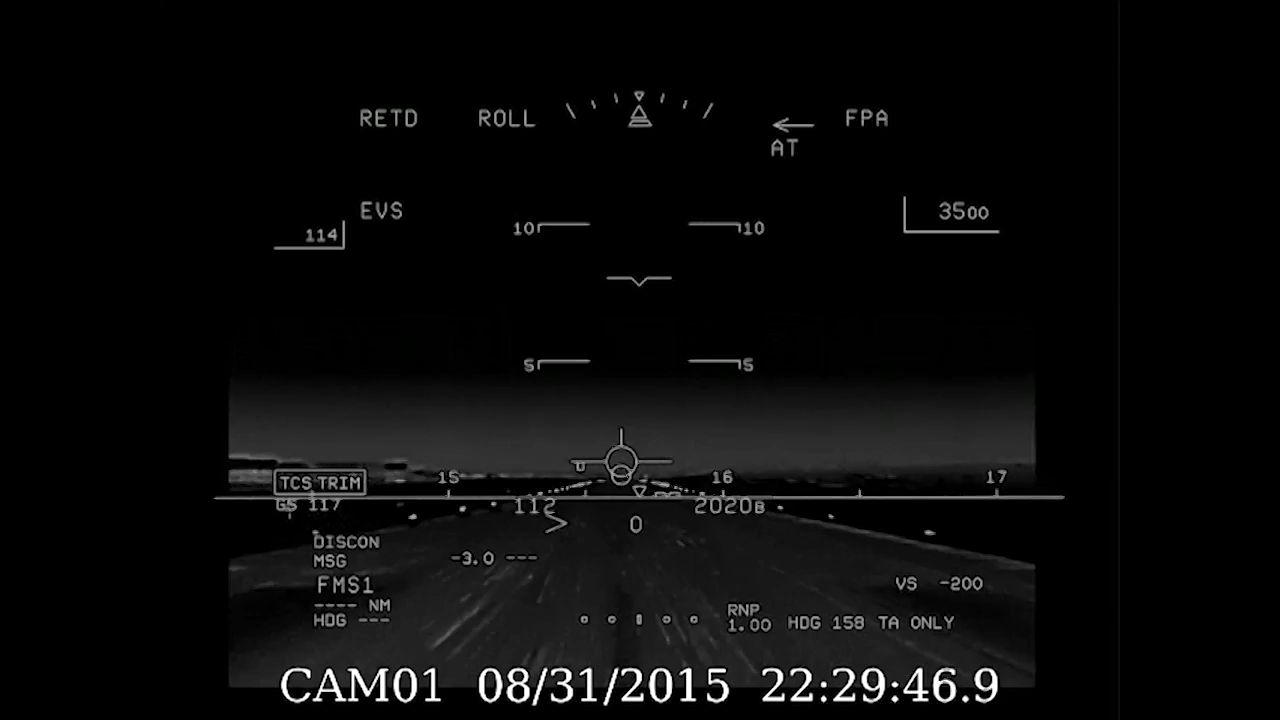 RETD ROLL FPA
AT
EVS
3500
114
10 10
5 5
15 16 17
TCS TRIM
GS 117
112 2020B
0
DISCON
MSG
-3.0 ---
FMS1
VS -200
---- NM
HDG ---
RNP
1.00 HDG 158 TA ONLY
CAM01 08/31/2015 22:29:46.9